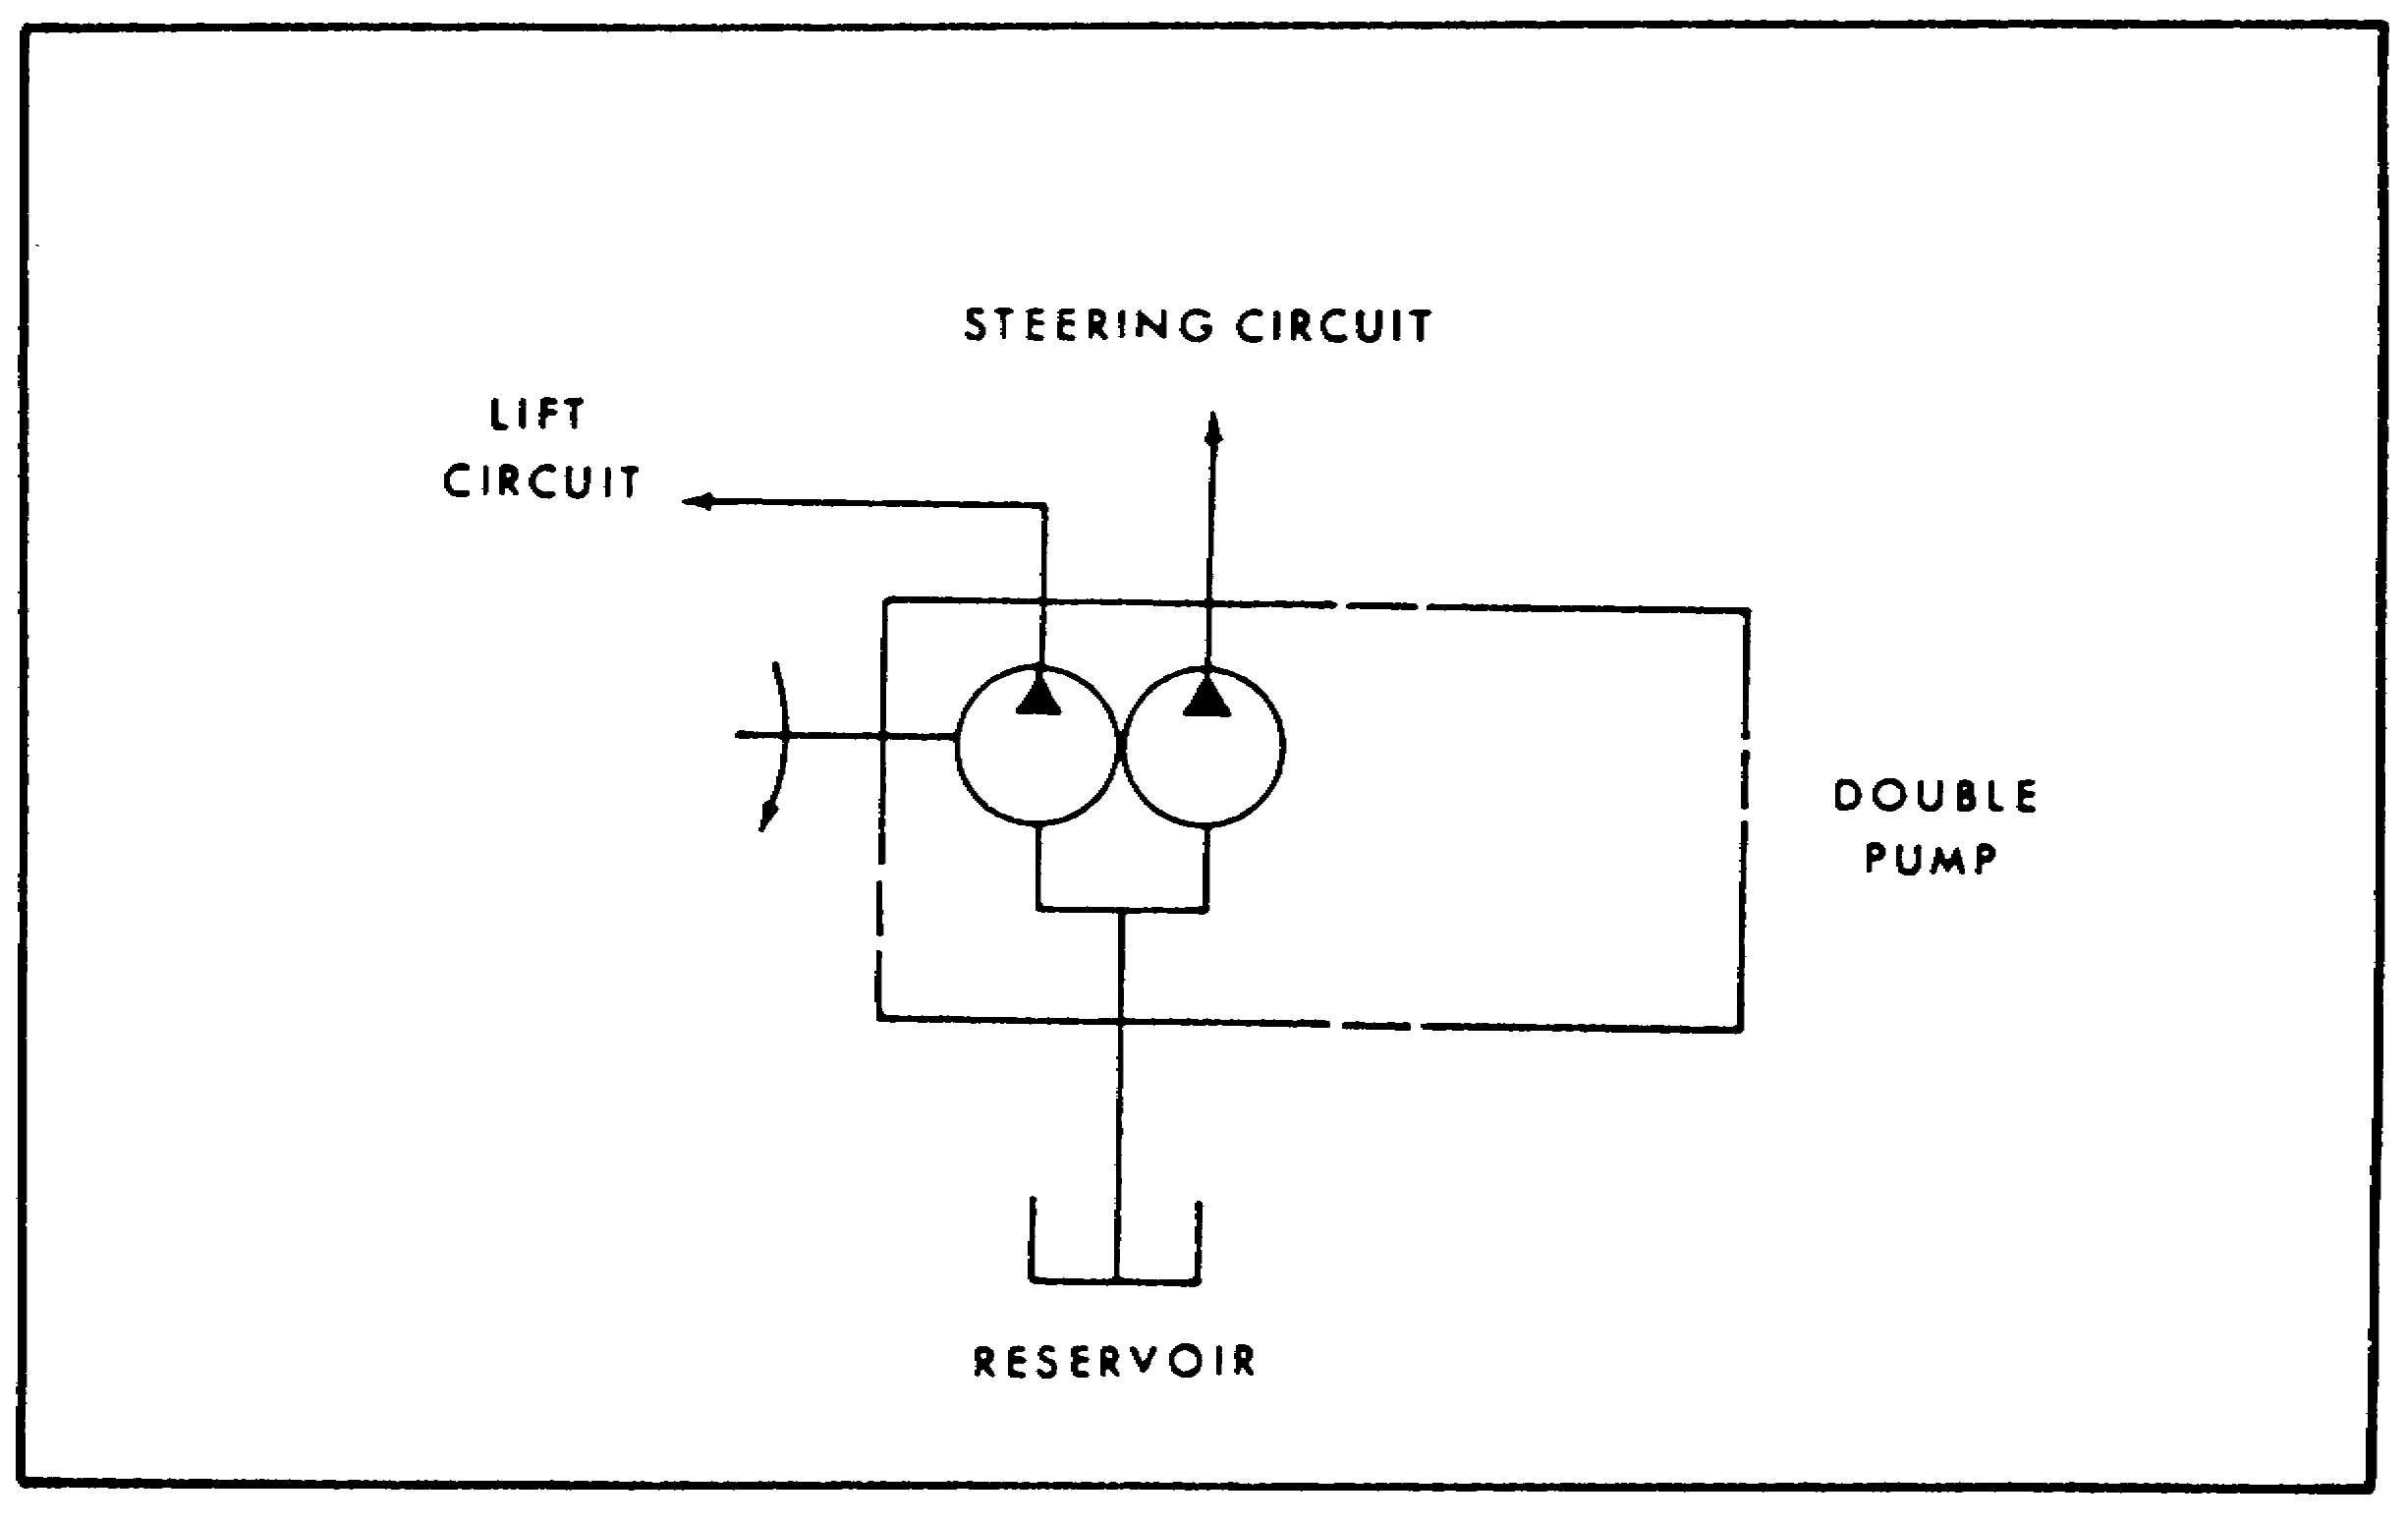 STEERING CIRCUIT
LIFT
CIRCUIT
DOUBLE
PUMP
RESERVOIR